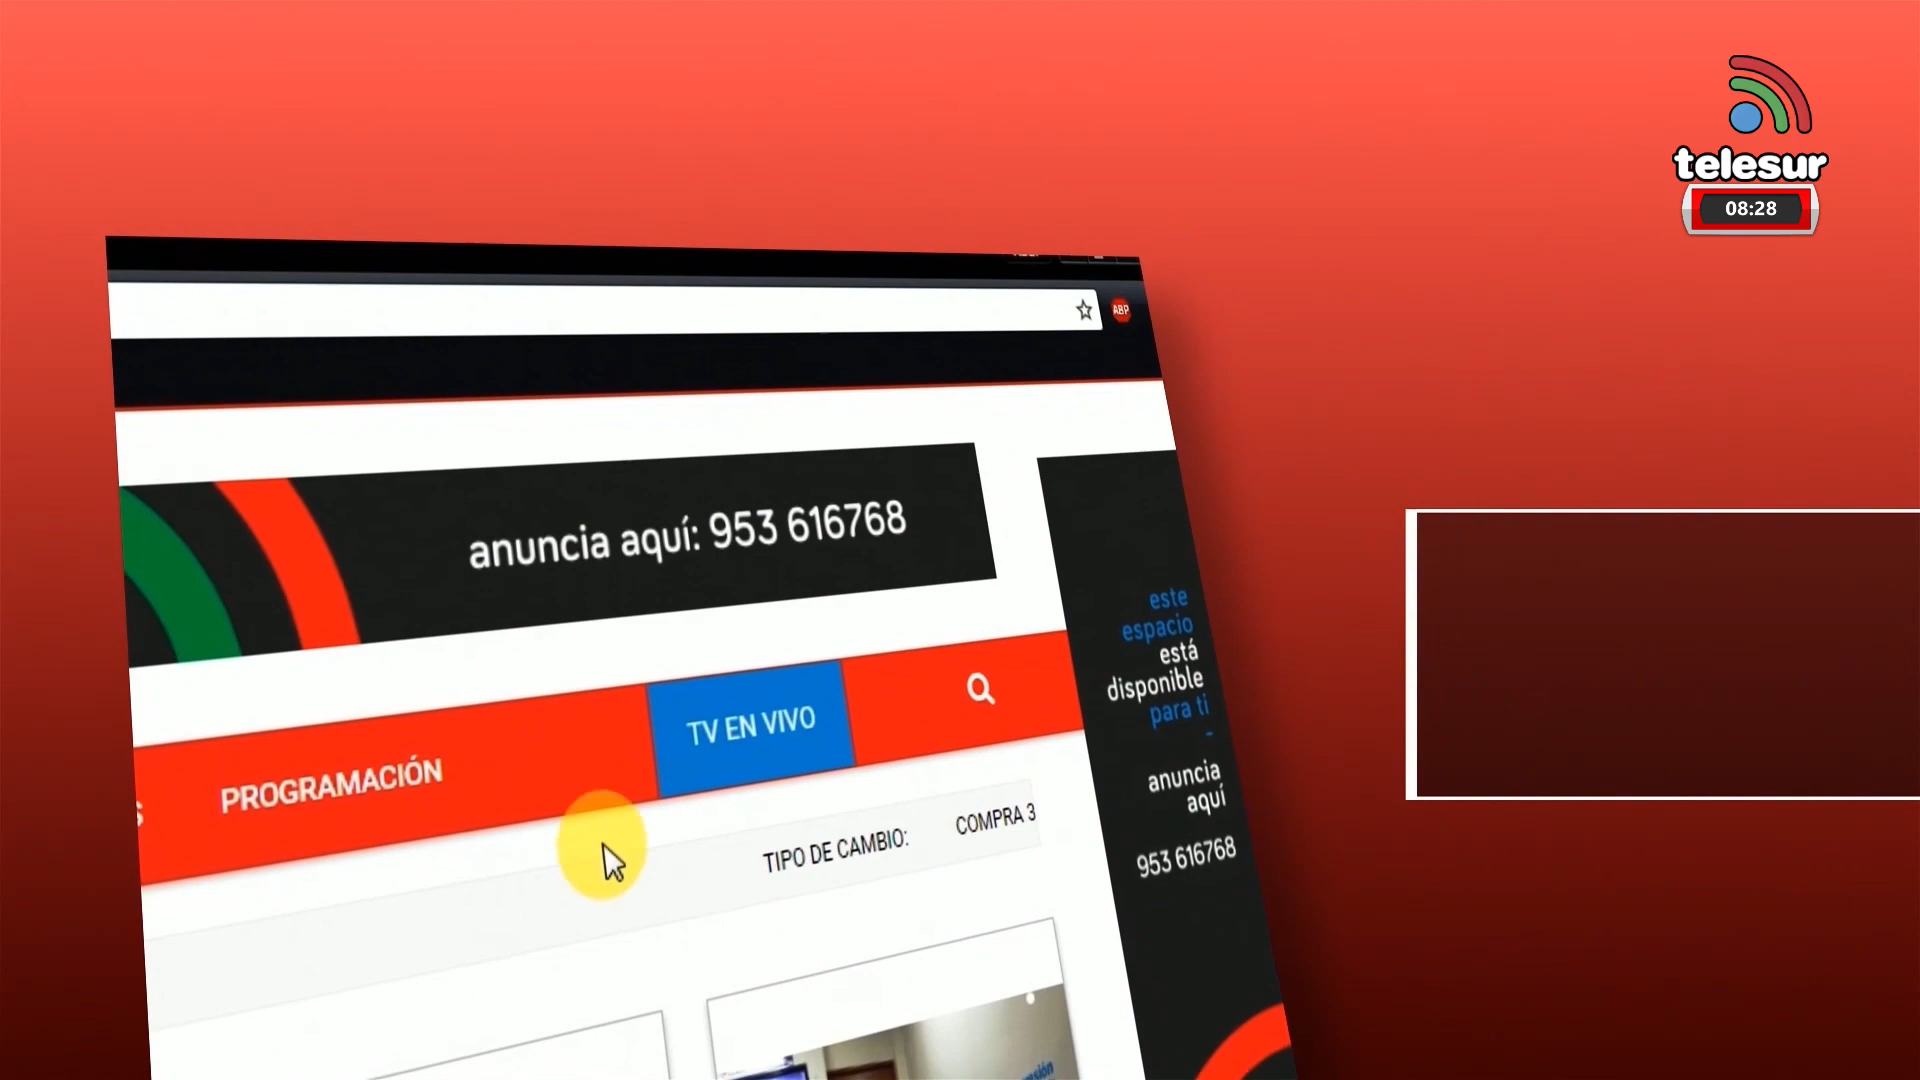 telesur
08:28
ABP
anuncia aquí: 953 616768
este
espacio
está
disponible
para ti
-
anuncia
aquí
953 616768
PROGRAMACIÓN
TV EN VIVO
TIPO DE CAMBIO:
COMPRA 3